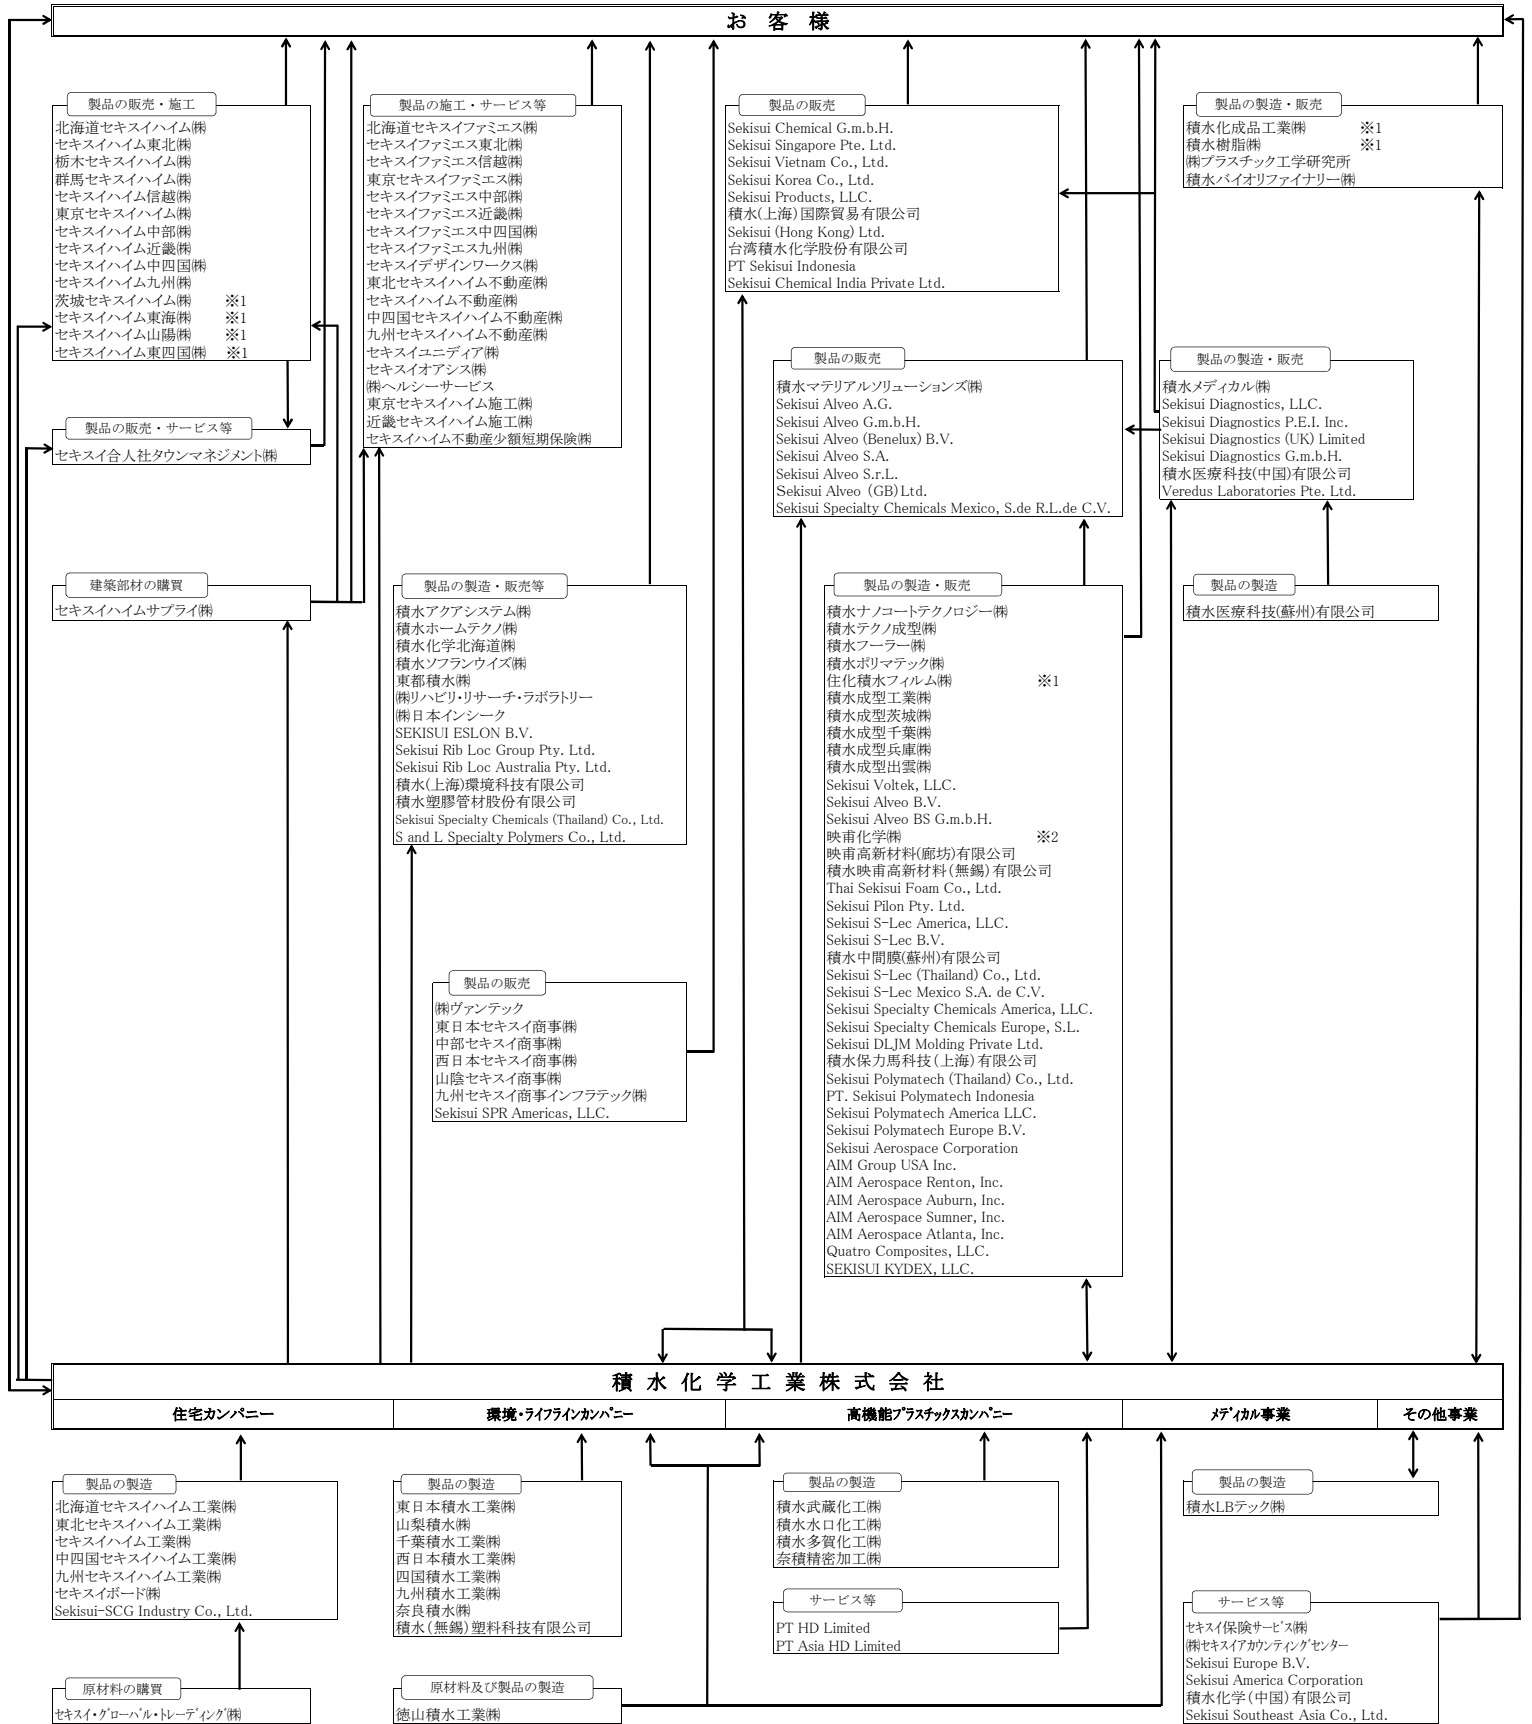 お　客　様
製品の販売・施工
北海道セキスイハイム㈱
セキスイハイム東北㈱
栃木セキスイハイム㈱
群馬セキスイハイム㈱
セキスイハイム信越㈱
東京セキスイハイム㈱
セキスイハイム中部㈱
セキスイハイム近畿㈱
セキスイハイム中四国㈱
セキスイハイム九州㈱
茨城セキスイハイム㈱　※1
セキスイハイム東海㈱　※1
セキスイハイム山陽㈱　※1
セキスイハイム東四国㈱　※1
製品の販売・サービス等
セキスイ合人社タウンマネジメント㈱
建築部材の購買
セキスイハイムサプライ㈱
製品の施工・サービス等
北海道セキスイファミエス㈱
セキスイファミエス東北㈱
セキスイファミエス信越㈱
東京セキスイファミエス㈱
セキスイファミエス中部㈱
セキスイファミエス近畿㈱
セキスイファミエス中四国㈱
セキスイファミエス九州㈱
セキスイデザインワークス㈱
東北セキスイハイム不動産㈱
セキスイハイム不動産㈱
中四国セキスイハイム不動産㈱
九州セキスイハイム不動産㈱
セキスイユニディア㈱
セキスイオアシス㈱
㈱ヘルシーサービス
東京セキスイハイム施工㈱
近畿セキスイハイム施工㈱
セキスイハイム不動産少額短期保険㈱
製品の製造・販売等
積水アクアシステム㈱
積水ホームテクノ㈱
積水化学北海道㈱
積水ソフランウイズ㈱
東都積水㈱
㈱リハビリ・リサーチ・ラボラトリー
㈱日本インシーク
SEKISUI ESLON B.V.
Sekisui Rib Loc Group Pty. Ltd.
Sekisui Rib Loc Australia Pty. Ltd.
積水(上海)環境科技有限公司
積水塑膠管材股份有限公司
Sekisui Specialty Chemicals (Thailand) Co., Ltd.
S and L Specialty Polymers Co., Ltd.
製品の販売
㈱ヴァンテック
東日本セキスイ商事㈱
中部セキスイ商事㈱
西日本セキスイ商事㈱
山陰セキスイ商事㈱
九州セキスイ商事インフラテック㈱
Sekisui SPR Americas, LLC.
製品の販売
Sekisui Chemical G.m.b.H.
Sekisui Singapore Pte. Ltd.
Sekisui Vietnam Co., Ltd.
Sekisui Korea Co., Ltd.
Sekisui Products, LLC.
積水(上海)国際貿易有限公司
Sekisui (Hong Kong) Ltd.
台湾積水化学股份有限公司
PT Sekisui Indonesia
Sekisui Chemical India Private Ltd.
製品の販売
積水マテリアルソリューションズ㈱
Sekisui Alveo A.G.
Sekisui Alveo G.m.b.H.
Sekisui Alveo (Benelux) B.V.
Sekisui Alveo S.A.
Sekisui Alveo S.r.L.
Sekisui Alveo (GB)Ltd.
Sekisui Specialty Chemicals Mexico, S.de R.L.de C.V.
製品の製造・販売
積水ナノコートテクノロジー㈱
積水テクノ成型㈱
積水フーラー㈱
積水ポリマテック㈱
住化積水フィルム㈱　※1
積水成型工業㈱
積水成型茨城㈱
積水成型千葉㈱
積水成型兵庫㈱
積水成型出雲㈱
Sekisui Voltek, LLC.
Sekisui Alveo B.V.
Sekisui Alveo BS G.m.b.H.
映甫化学㈱　※2
映甫高新材料(廊坊)有限公司
積水映甫高新材料(無錫)有限公司
Thai Sekisui Foam Co., Ltd.
Sekisui Pilon Pty. Ltd.
Sekisui S-Lec America, LLC.
Sekisui S-Lec B.V.
積水中間膜(蘇州)有限公司
Sekisui S-Lec (Thailand) Co., Ltd.
Sekisui S-Lec Mexico S.A. de C.V.
Sekisui Specialty Chemicals America, LLC.
Sekisui Specialty Chemicals Europe, S.L.
Sekisui DLJM Molding Private Ltd.
積水保力馬科技(上海)有限公司
Sekisui Polymatech (Thailand) Co., Ltd.
PT. Sekisui Polymatech Indonesia
Sekisui Polymatech America LLC.
Sekisui Polymatech Europe B.V.
Sekisui Aerospace Corporation
AIM Group USA Inc.
AIM Aerospace Renton, Inc.
AIM Aerospace Auburn, Inc.
AIM Aerospace Sumner, Inc.
AIM Aerospace Atlanta, Inc.
Quatro Composites, LLC.
SEKISUI KYDEX, LLC.
製品の製造・販売
積水化成品工業㈱　※1
積水樹脂㈱　※1
㈱プラスチック工学研究所
積水バイオリファイナリー㈱
製品の製造・販売
積水メディカル㈱
Sekisui Diagnostics, LLC.
Sekisui Diagnostics P.E.I. Inc.
Sekisui Diagnostics (UK) Limited
Sekisui Diagnostics G.m.b.H.
積水医療科技(中国)有限公司
Veredus Laboratories Pte. Ltd.
製品の製造
積水医療科技(蘇州)有限公司
積 水 化 学 工 業 株 式 会 社
住宅カンパニー
環境・ライフラインカンパニー
高機能プラスチックスカンパニー
メディカル事業
その他事業
製品の製造
北海道セキスイハイム工業㈱
東北セキスイハイム工業㈱
セキスイハイム工業㈱
中四国セキスイハイム工業㈱
九州セキスイハイム工業㈱
セキスイボード㈱
Sekisui-SCG Industry Co., Ltd.
原材料の購買
セキスイ・グローバル・トレーディング㈱
製品の製造
東日本積水工業㈱
山梨積水㈱
千葉積水工業㈱
西日本積水工業㈱
四国積水工業㈱
九州積水工業㈱
奈良積水㈱
積水(無錫)塑料科技有限公司
原材料及び製品の製造
徳山積水工業㈱
製品の製造
積水武蔵化工㈱
積水水口化工㈱
積水多賀化工㈱
奈積精密加工㈱
サービス等
PT HD Limited
PT Asia HD Limited
製品の製造
積水LBテック㈱
サービス等
セキスイ保険サービス㈱
㈱セキスイアカウンティングセンター
Sekisui Europe B.V.
Sekisui America Corporation
積水化学(中国)有限公司
Sekisui Southeast Asia Co., Ltd.